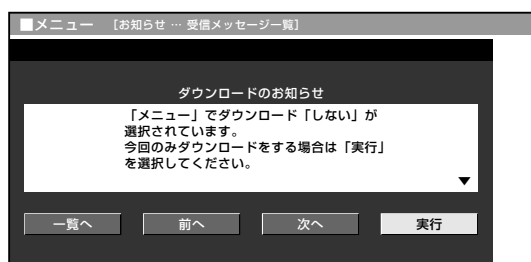 ■メニュー [お知らせ … 受信メッセージ一覧]
ダウンロードのお知らせ
「メニュー」でダウンロード「しない」が
選択されています。
今回のみダウンロードをする場合は「実行」
を選択してください。
▼
一覧へ 前へ 次へ 実行